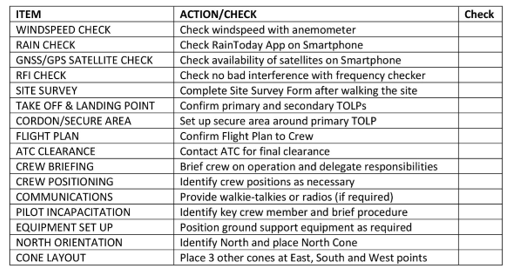 ITEM ACTION/CHECK Check
WINDSPEED CHECK Check windspeed with anemometer
RAIN CHECK Check RainToday App on Smartphone
GNSS/GPS SATELLITE CHECK Check availability of satellites on Smartphone
RFI CHECK Check no bad interference with frequency checker
SITE SURVEY Complete Site Survey Form after walking the site
TAKE OFF & LANDING POINT Confirm primary and secondary TOLPs
CORDON/SECURE AREA Set up secure area around primary TOLP
FLIGHT PLAN Confirm Flight Plan to Crew
ATC CLEARANCE Contact ATC for final clearance
CREW BRIEFING Brief crew on operation and delegate responsibilities
CREW POSITIONING Identify crew positions as necessary
COMMUNICATIONS Provide walkie-talkies or radios (if required)
PILOT INCAPACITATION Identify key crew member and brief procedure
EQUIPMENT SET UP Position ground support equipment as required
NORTH ORIENTATION Identify North and place North Cone
CONE LAYOUT Place 3 other cones at East, South and West points